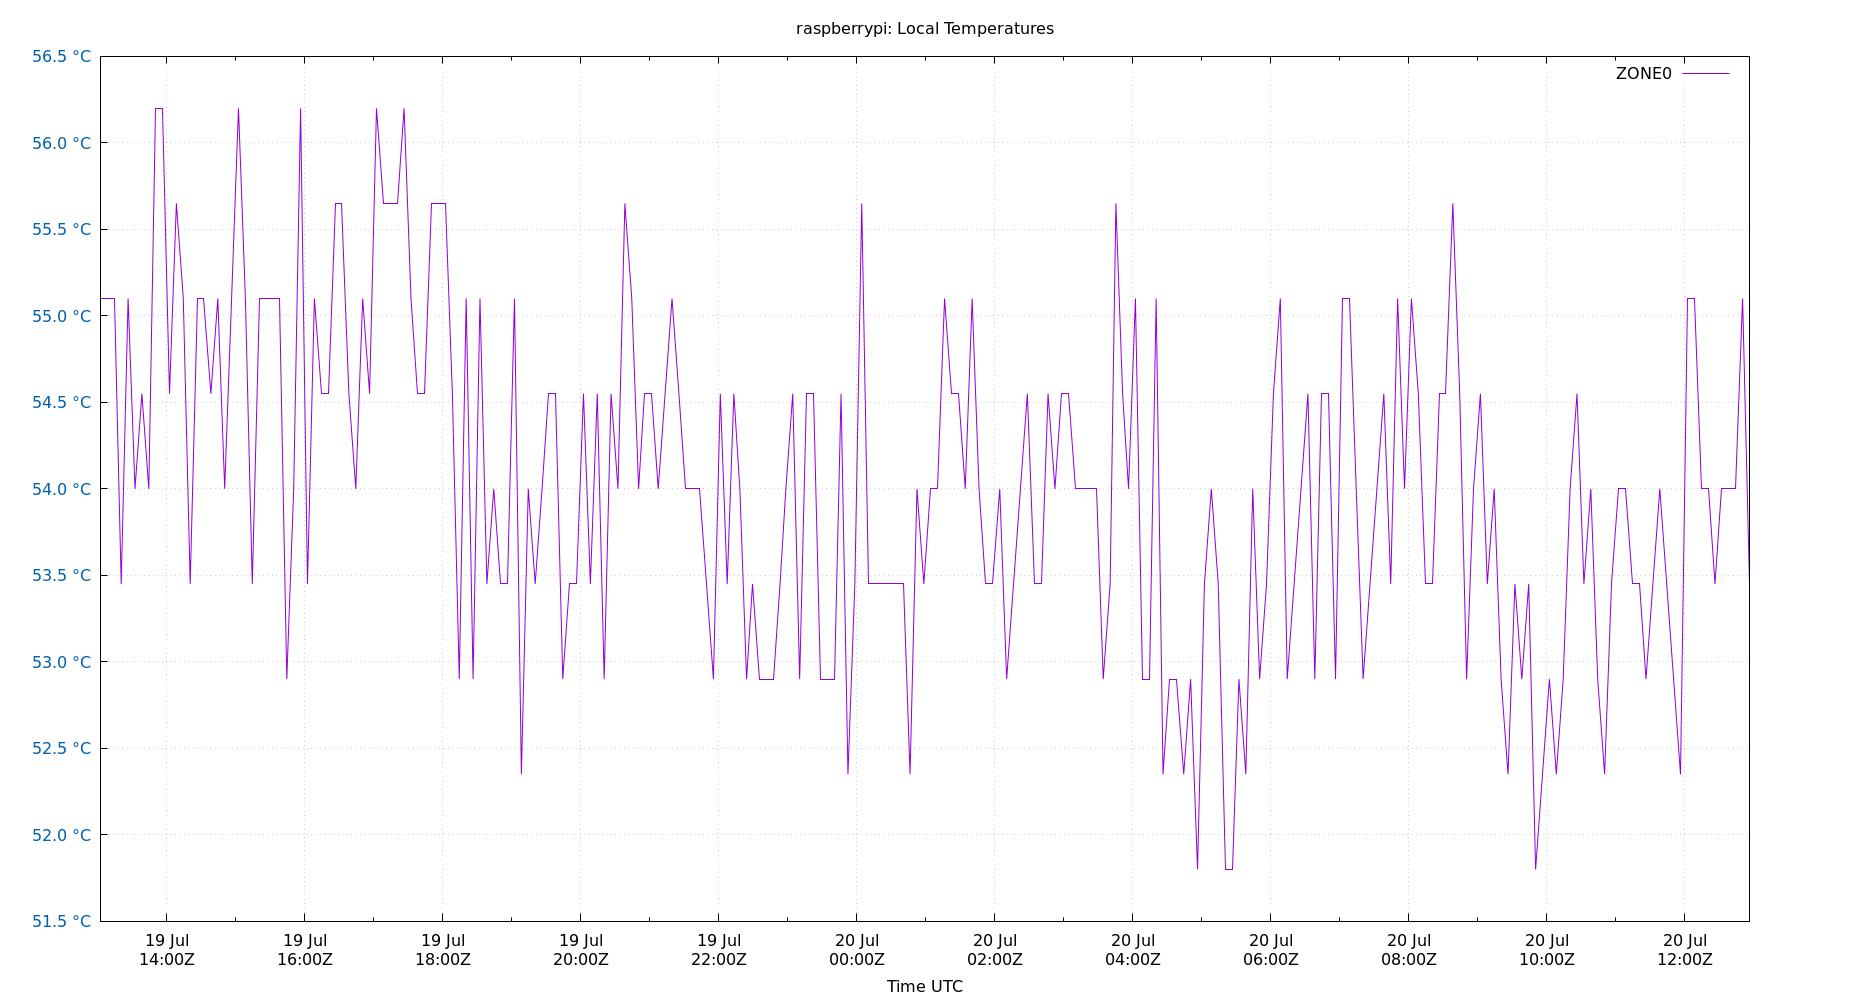 raspberrypi: Local Temperatures
ZONE0
56.5 °C
56.0 °C
55.5 °C
55.0 °C
54.5 °C
54.0 °C
53.5 °C
53.0 °C
52.5 °C
52.0 °C
51.5 °C
19 Jul 19 Jul 19 Jul 19 Jul 19 Jul 20 Jul 20 Jul 20 Jul 20 Jul 20 Jul 20 Jul 20 Jul
14:00Z 16:00Z 18:00Z 20:00Z 22:00Z 00:00Z 02:00Z 04:00Z 06:00Z 08:00Z 10:00Z 12:00Z
Time UTC